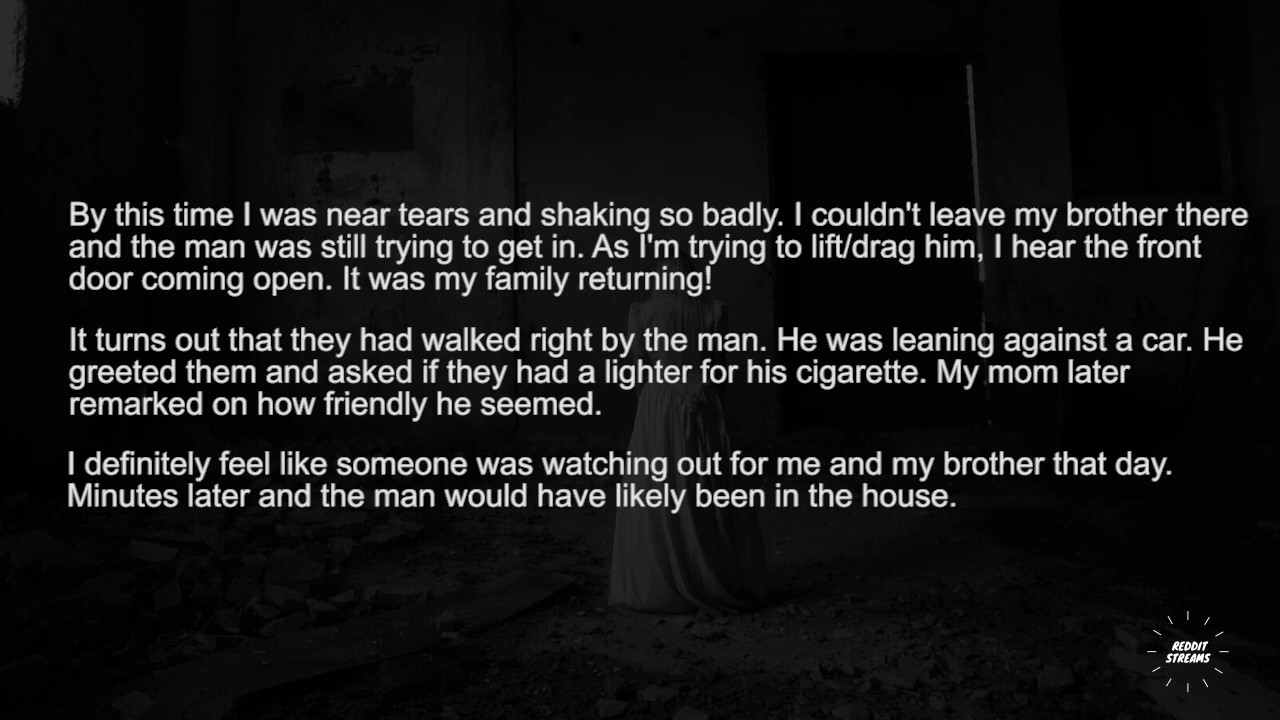 By this time I was near tears and shaking so badly. I couldn't leave my brother there
and the man was still trying to get in. As I'm trying to lift/drag him, I hear the front
door coming open. It was my family returning!
It turns out that they had walked right by the man. He was leaning against a car. He
greeted them and asked if they had a lighter for his cigarette. My mom later
remarked on how friendly he seemed.
I definitely feel like someone was watching out for me and my brother that day.
Minutes later and the man would have likely been in the house.
REDDIT
STREAMS